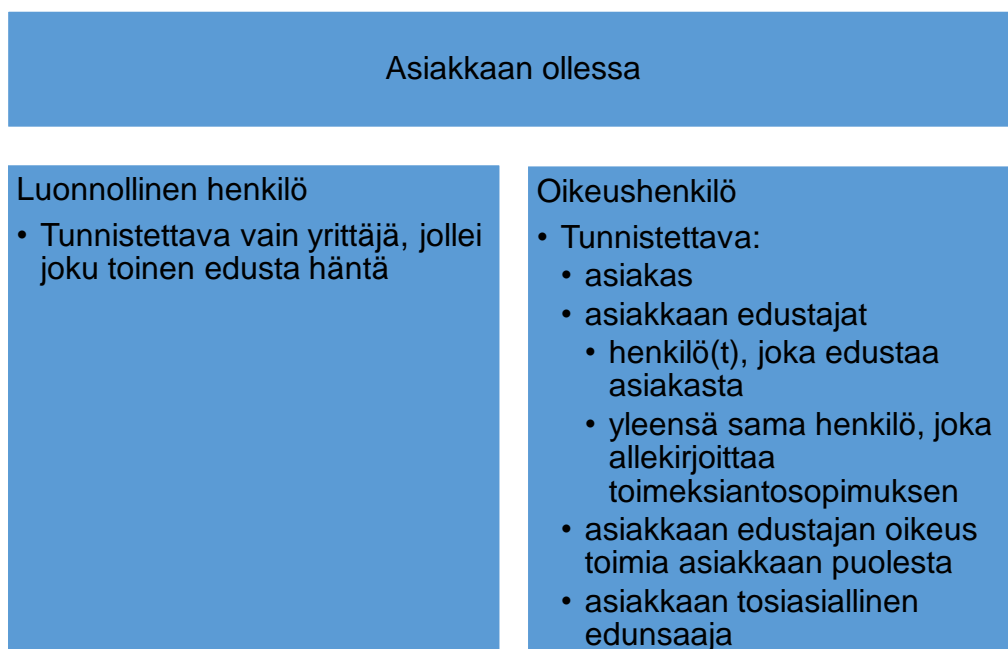 Asiakkaan ollessa
Luonnollinen henkilö
• Tunnistettava vain yrittäjä, jollei
joku toinen edusta häntä
Oikeushenkilö
• Tunnistettava:
• asiakas
• asiakkaan edustajat
• henkilö(t), joka edustaa
asiakasta
• yleensä sama henkilö, joka
allekirjoittaa
toimeksiantosopimuksen
• asiakkaan edustajan oikeus
toimia asiakkaan puolesta
• asiakkaan tosiasiallinen
edunsaaja